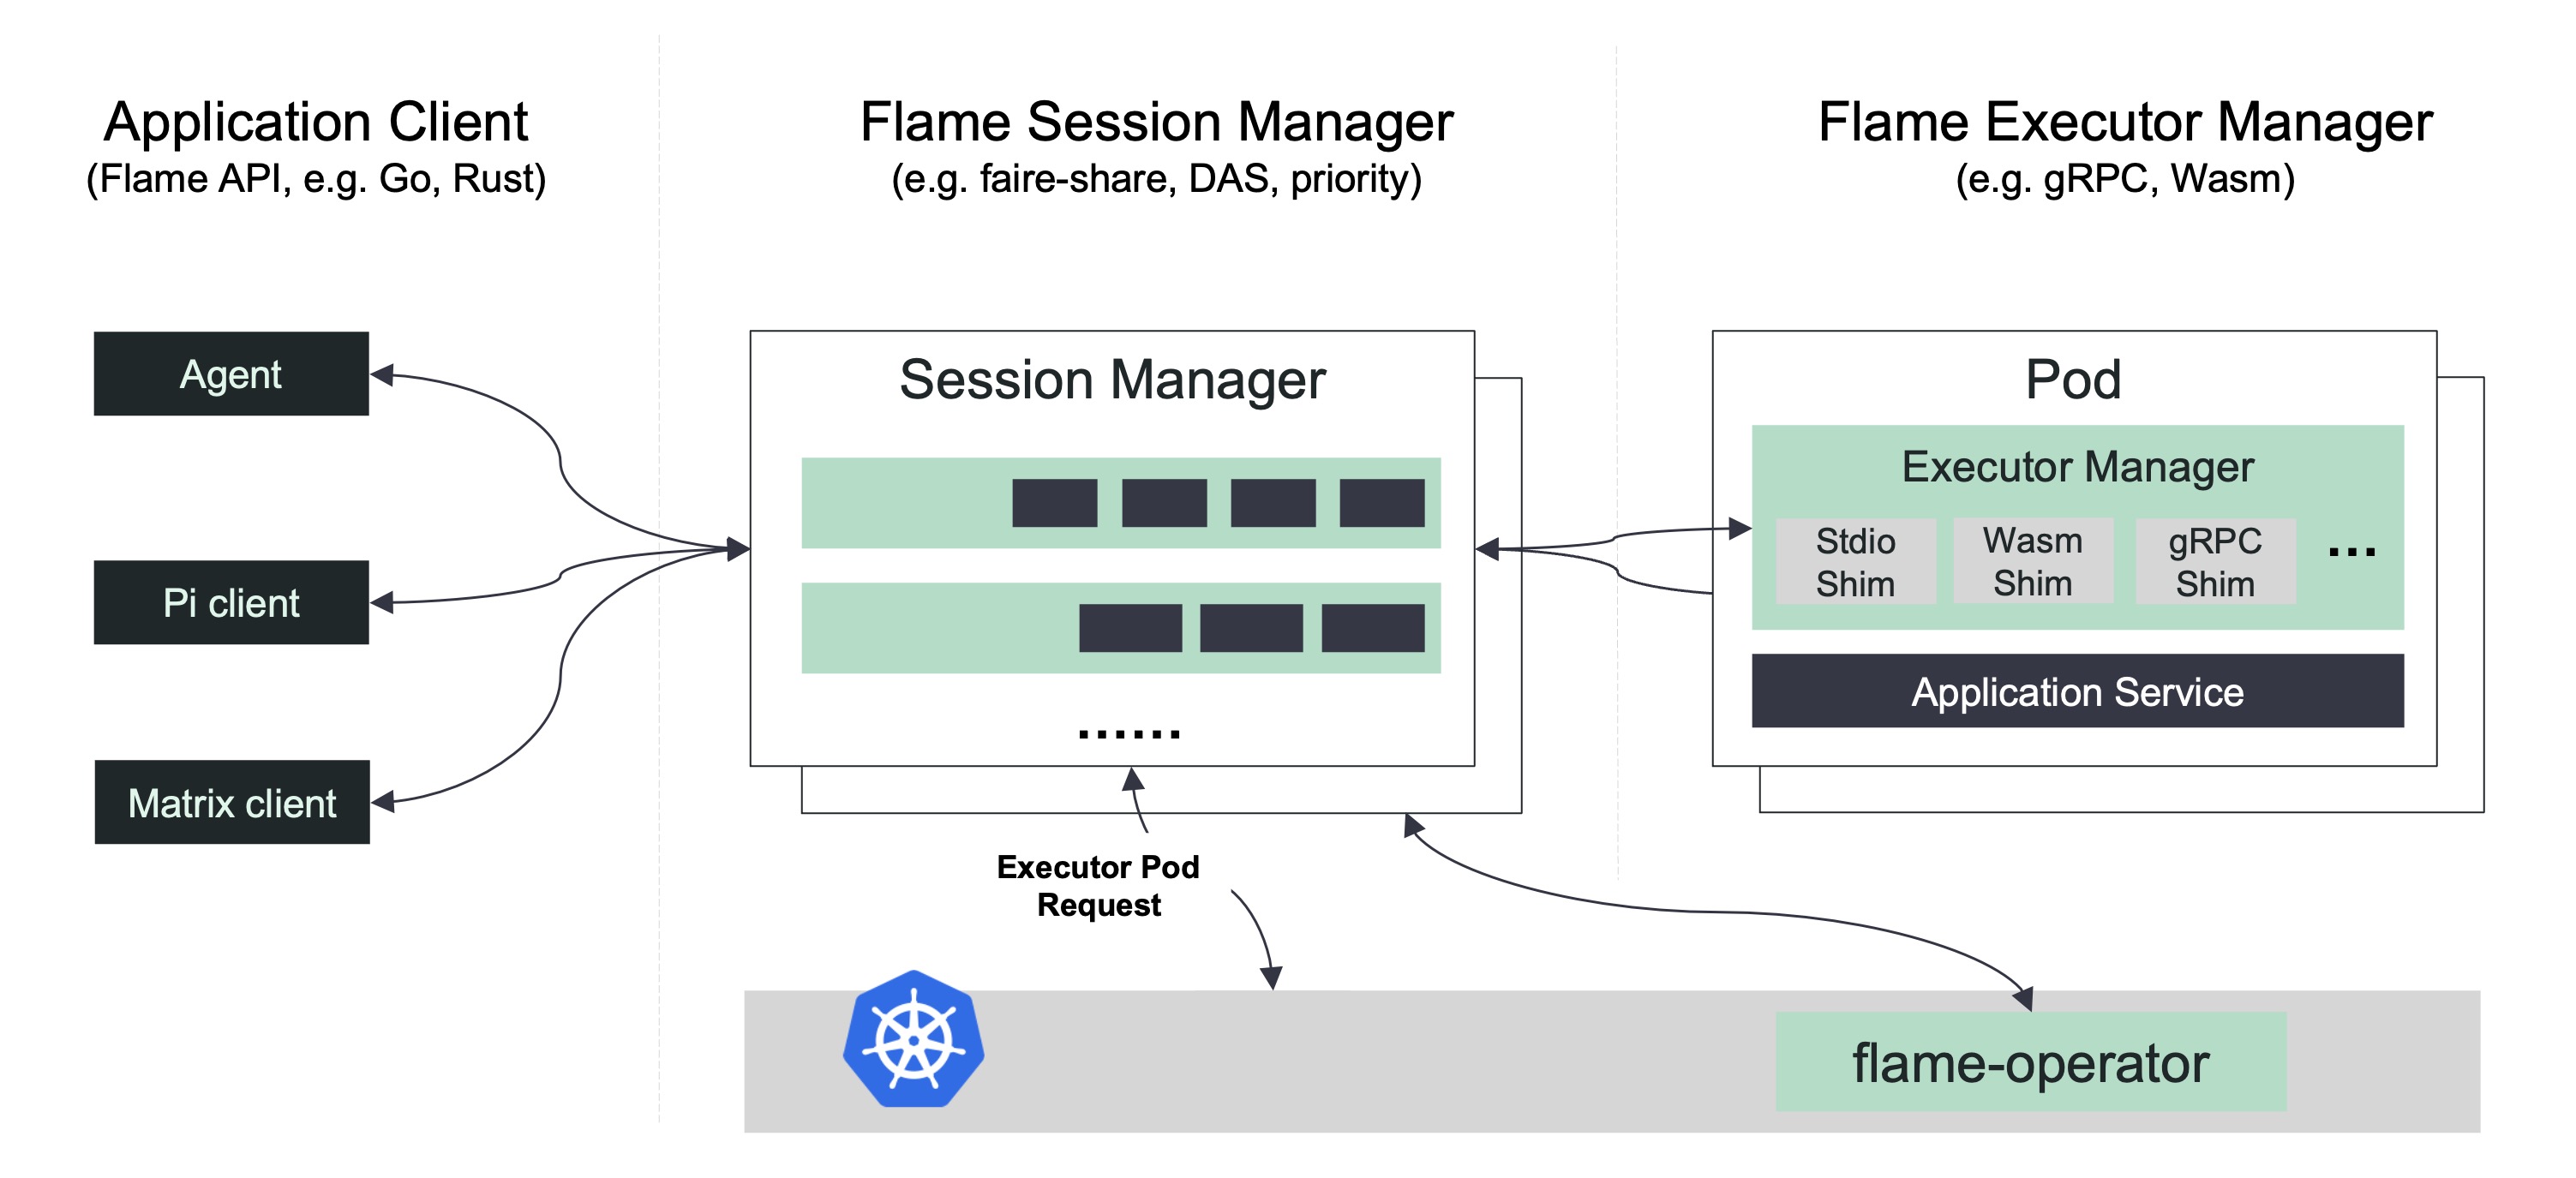 Application Client
(Flame API, e.g. Go, Rust)
Flame Session Manager
(e.g. faire-share, DAS, priority)
Flame Executor Manager
(e.g. gRPC, Wasm)
Agent
Pi client
Matrix client
Session Manager
......
Executor Pod
Request
Pod
Executor Manager
Stdio
Shim
Wasm
Shim
gRPC
Shim
...
Application Service
flame-operator